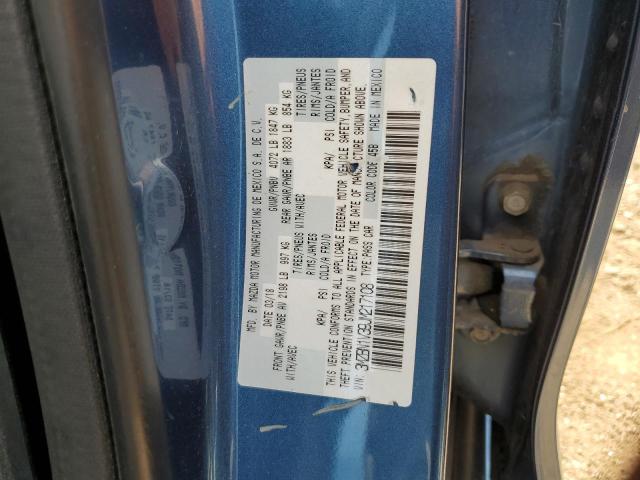 MFD. BY MAZDA MOTOR MANUFACTURING DE MEXICO S.A. DE C.V.
DATE 03/18 GVWR/PNBV 4072 LB 1847 KG
FRONT GAWR/PNBE AV 2198 LB 997 KG REAR GAWR/PNBE AR 1883 LB 854 KG
WITH/AVEC TIRES/PNEUS WITH/AVEC TIRES/PNEUS
RIMS/JANTES RIMS/JANTES
KPA/ PSI COLD/A FROID KPA/ PSI COLD/A FROID
THIS VEHICLE CONFORMS TO ALL APPLICABLE FEDERAL MOTOR VEHICLE SAFETY, BUMPER, AND
THEFT PREVENTION STANDARDS IN EFFECT ON THE DATE OF MANUFACTURE SHOWN ABOVE.
VIN: 3MZBN1V39JM217708 TYPE:PASS CAR COLOR CODE 45B MADE IN MEXICO